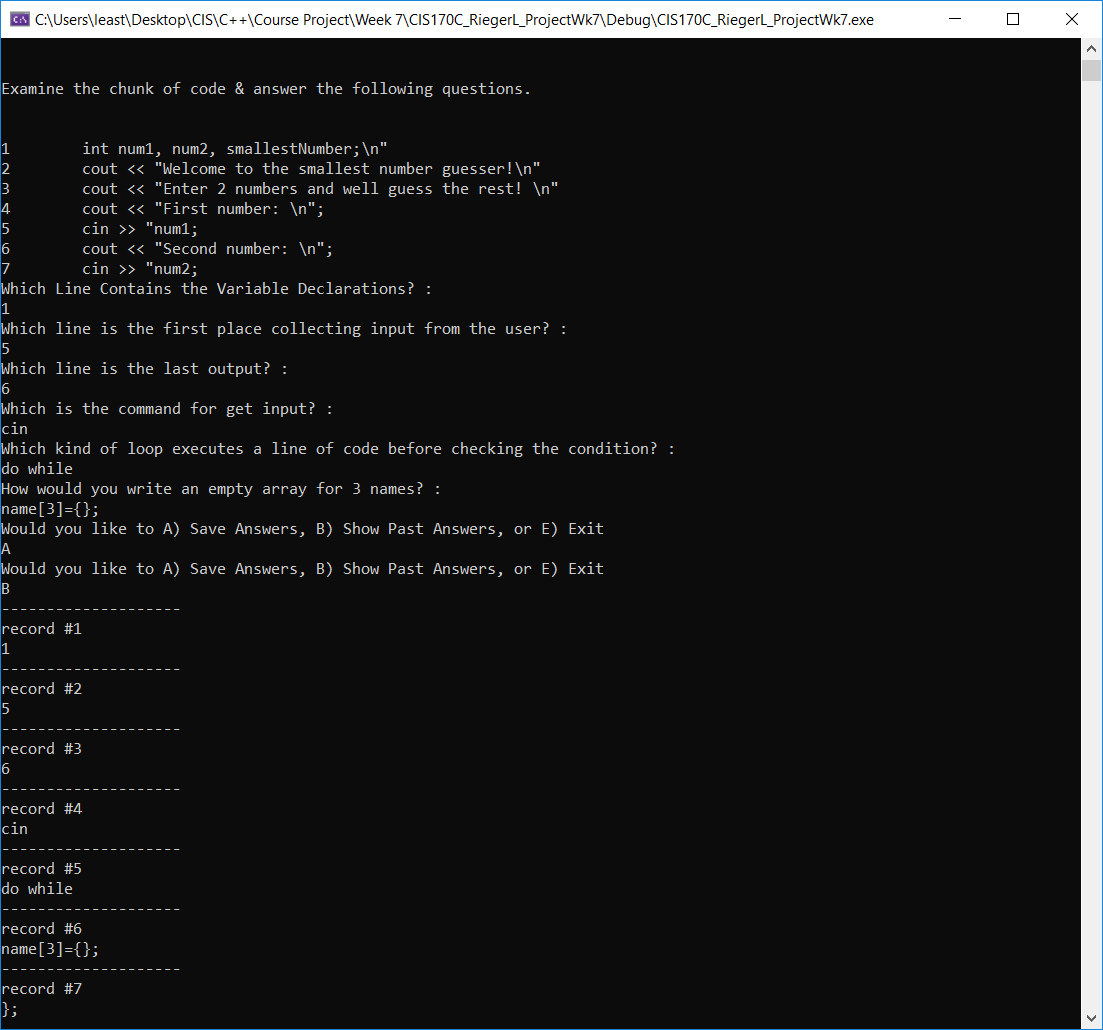 C:\Users\least\Desktop\CIS\C++\Course Project\Week 7\CIS170C_RiegerL_ProjectWk7\Debug\CIS170C_RiegerL_ProjectWk7.exe
Examine the chunk of code & answer the following questions.
1        int num1, num2, smallestNumber;\n"
2        cout << "Welcome to the smallest number guesser!\n"
3        cout << "Enter 2 numbers and well guess the rest! \n"
4        cout << "First number: \n";
5        cin >> "num1;
6        cout << "Second number: \n";
7        cin >> "num2;
Which Line Contains the Variable Declarations? :
1
Which line is the first place collecting input from the user? :
5
Which line is the last output? :
6
Which is the command for get input? :
cin
Which kind of loop executes a line of code before checking the condition? :
do while
How would you write an empty array for 3 names? :
name[3]={};
Would you like to A) Save Answers, B) Show Past Answers, or E) Exit
A
Would you like to A) Save Answers, B) Show Past Answers, or E) Exit
B
--------------------
record #1
1
--------------------
record #2
5
--------------------
record #3
6
--------------------
record #4
cin
--------------------
record #5
do while
--------------------
record #6
name[3]={};
--------------------
record #7
};